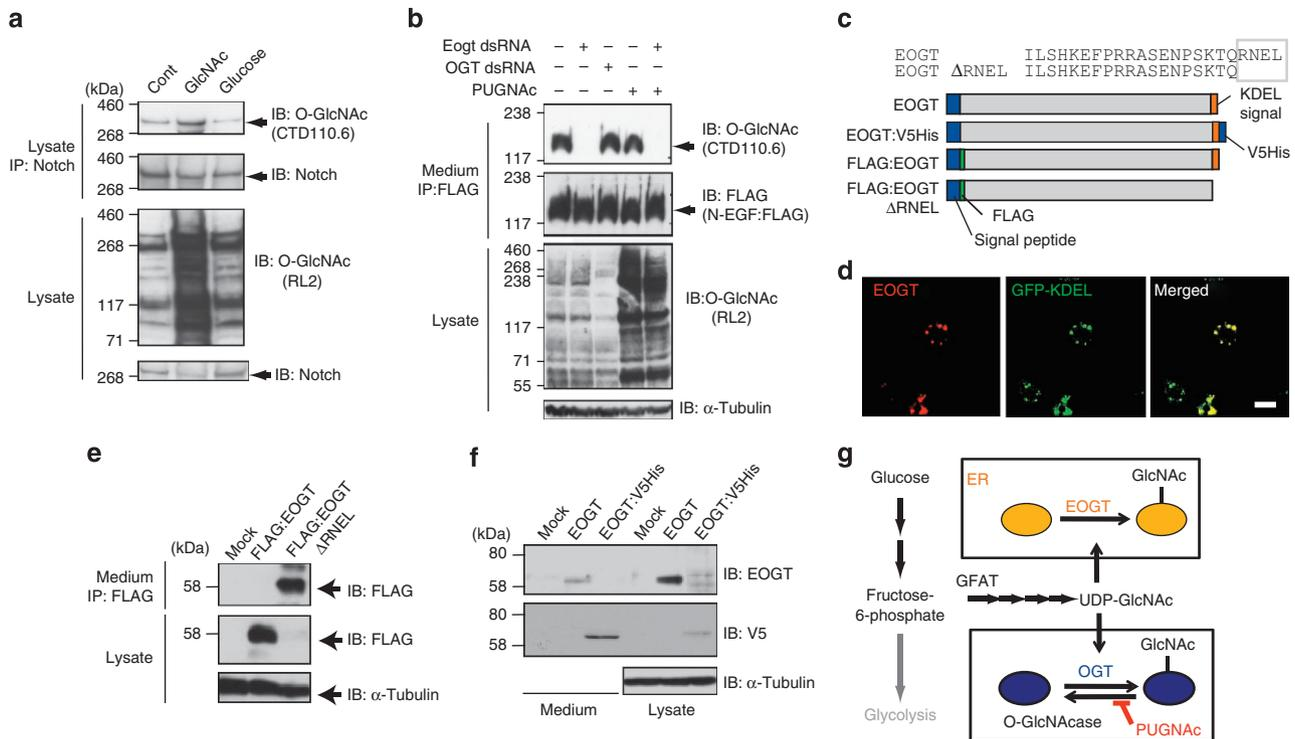 a
Cont
GlcNAc
Glucose
(kDa)
460
268
IB: O-GlcNAc
(CTD110.6)
Lysate
IP: Notch
460
268
IB: Notch
460
268
117
71
IB: O-GlcNAc
(RL2)
Lysate
268
IB: Notch
b
Eogt dsRNA – + – – +
OGT dsRNA – – + – –
PUGNAc – – – + +
238
117
IB: O-GlcNAc
(CTD110.6)
Medium
IP:FLAG
238
117
IB: FLAG
(N-EGF:FLAG)
460
268
238
117
71
55
IB:O-GlcNAc
(RL2)
Lysate
IB: α-Tubulin
c
EOGT ILSHKEFPRRASENPSKTQRNEL
EOGT ΔRNEL ILSHKEFPRRASENPSKTQ
EOGT
KDEL
signal
EOGT:V5His
V5His
FLAG:EOGT
FLAG:EOGT
ΔRNEL
FLAG
Signal peptide
d
EOGT
GFP-KDEL
Merged
e
(kDa)
Mock
FLAG:EOGT
FLAG:EOGT
ΔRNEL
Medium
IP: FLAG
58
IB: FLAG
Lysate
58
IB: FLAG
IB: α-Tubulin
f
(kDa)
Mock
EOGT
EOGT:V5His
Mock
EOGT
EOGT:V5His
80
58
IB: EOGT
80
58
IB: V5
IB: α-Tubulin
Medium
Lysate
g
Glucose
Fructose-
6-phosphate
Glycolysis
GFAT
UDP-GlcNAc
ER
EOGT
GlcNAc
OGT
GlcNAc
O-GlcNAcase
PUGNAc